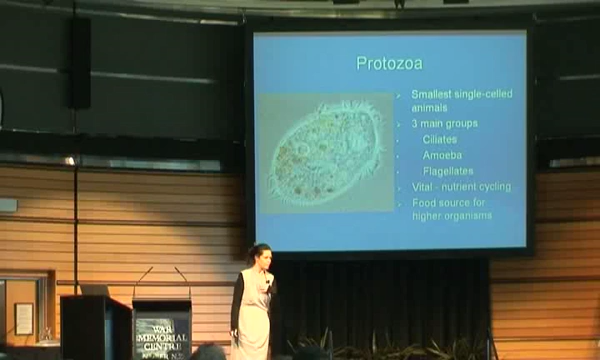 Protozoa
Smallest single-celled
animals
3 main groups
Ciliates
Amoeba
Flagellates
Vital - nutrient cycling
Food source for
higher organisms
WAR
MEMORIAL
CENTRE